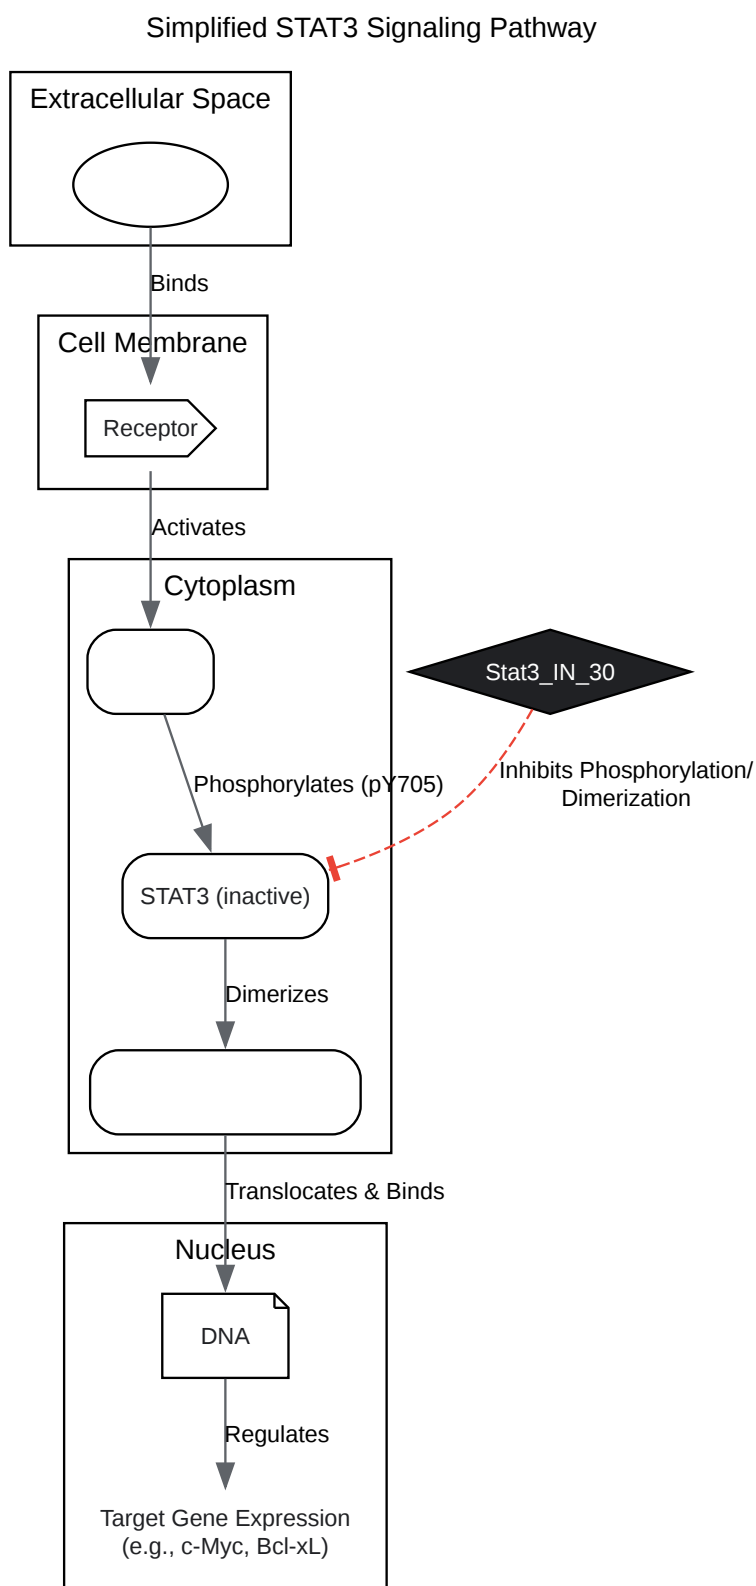 Simplified STAT3 Signaling Pathway
Extracellular Space
Binds
Cell Membrane
Receptor
Activates
Cytoplasm
Stat3_IN_30
Phosphorylates (pY705)
Inhibits Phosphorylation/
Dimerization
STAT3 (inactive)
Dimerizes
Translocates & Binds
Nucleus
DNA
Regulates
Target Gene Expression
(e.g., c-Myc, Bcl-xL)